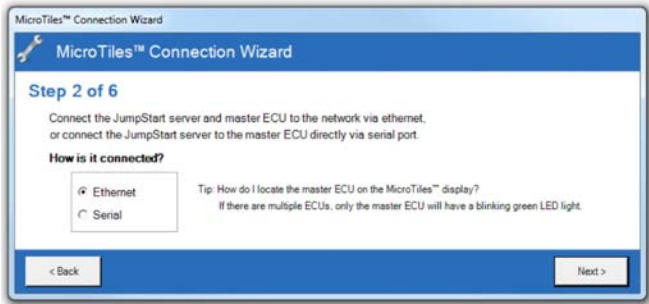 MicroTiles™ Connection Wizard
MicroTiles™ Connection Wizard
Step 2 of 6
Connect the JumpStart server and master ECU to the network via ethernet,
or connect the JumpStart server to the master ECU directly via serial port.
How is it connected?
Ethernet
Tip: How do I locate the master ECU on the MicroTiles™ display?
Serial
If there are multiple ECUs, only the master ECU will have a blinking green LED light.
< Back
Next >